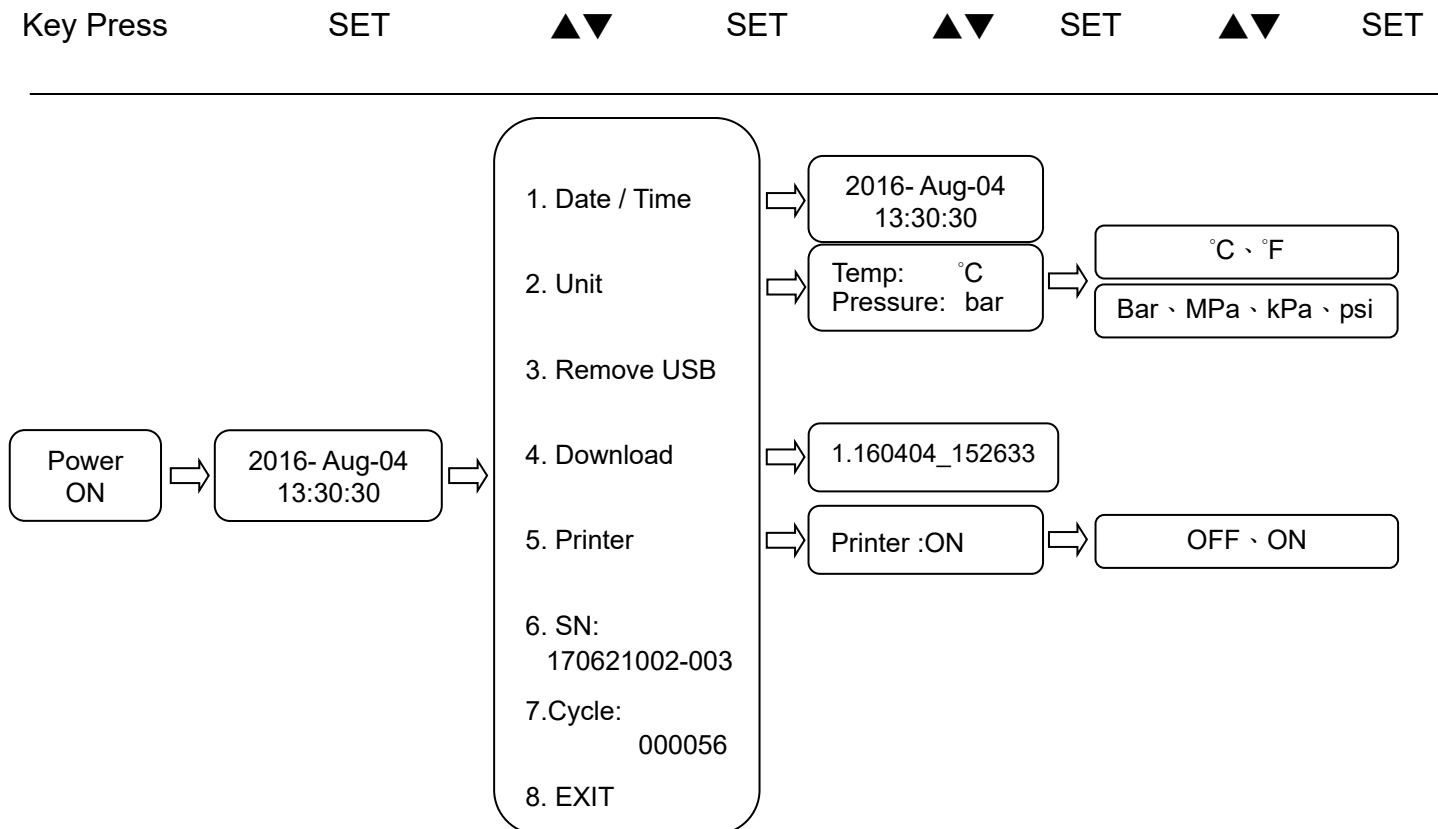 Key Press SET ▲▼ SET ▲▼ SET ▲▼ SET
Power
ON
2016- Aug-04
13:30:30
1. Date / Time
2. Unit
3. Remove USB
4. Download
5. Printer
6. SN:
170621002-003
7.Cycle:
000056
8. EXIT
2016- Aug-04
13:30:30
Temp: °C
Pressure: bar
°C、°F
Bar、MPa、kPa、psi
1.160404_152633
Printer :ON
OFF、ON